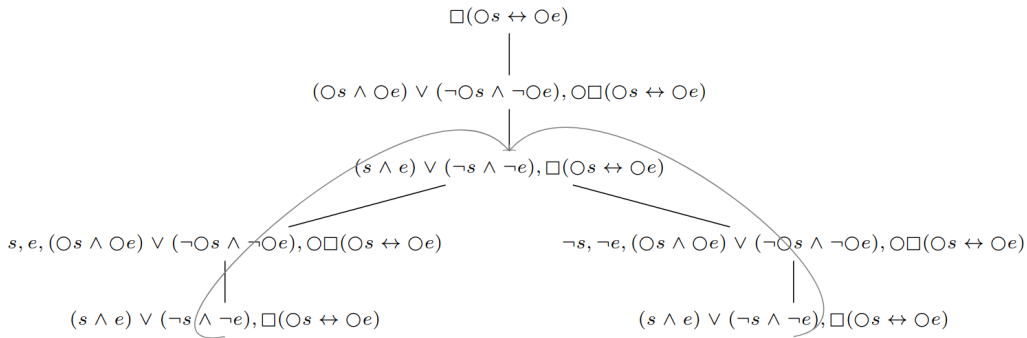 □(○s ↔ ○e)
(○s ∧ ○e) ∨ (¬○s ∧ ¬○e), ○□(○s ↔ ○e)
(s ∧ e) ∨ (¬s ∧ ¬e), □(○s ↔ ○e)
s, e, (○s ∧ ○e) ∨ (¬○s ∧ ¬○e), ○□(○s ↔ ○e)
¬s, ¬e, (○s ∧ ○e) ∨ (¬○s ∧ ¬○e), ○□(○s ↔ ○e)
(s ∧ e) ∨ (¬s ∧ ¬e), □(○s ↔ ○e)
(s ∧ e) ∨ (¬s ∧ ¬e), □(○s ↔ ○e)